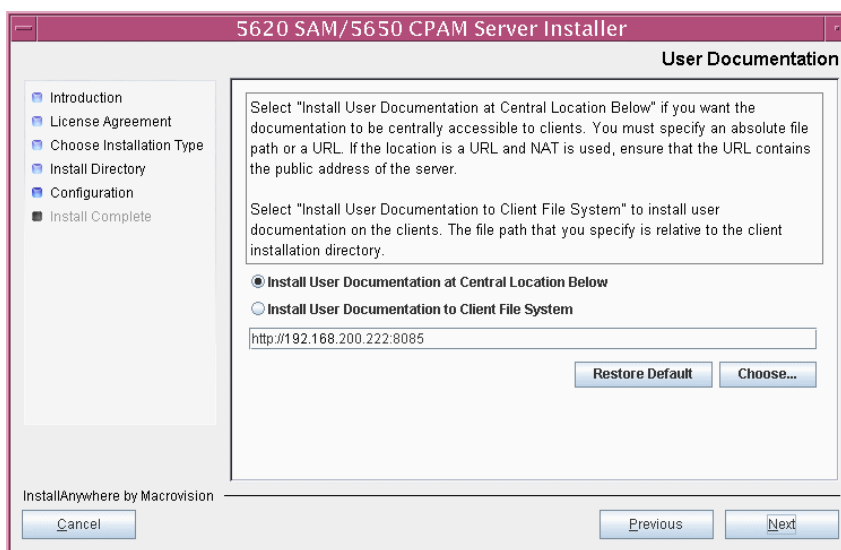 5620 SAM/5650 CPAM Server Installer
User Documentation
Introduction
License Agreement
Choose Installation Type
Install Directory
Configuration
Install Complete
Select "Install User Documentation at Central Location Below" if you want the
documentation to be centrally accessible to clients. You must specify an absolute file
path or a URL. If the location is a URL and NAT is used, ensure that the URL contains
the public address of the server.
Select "Install User Documentation to Client File System" to install user
documentation on the clients. The file path that you specify is relative to the client
installation directory.
Install User Documentation at Central Location Below
Install User Documentation to Client File System
http://192.168.200.222:8085
Restore Default
Choose...
InstallAnywhere by Macrovision
Cancel
Previous
Next